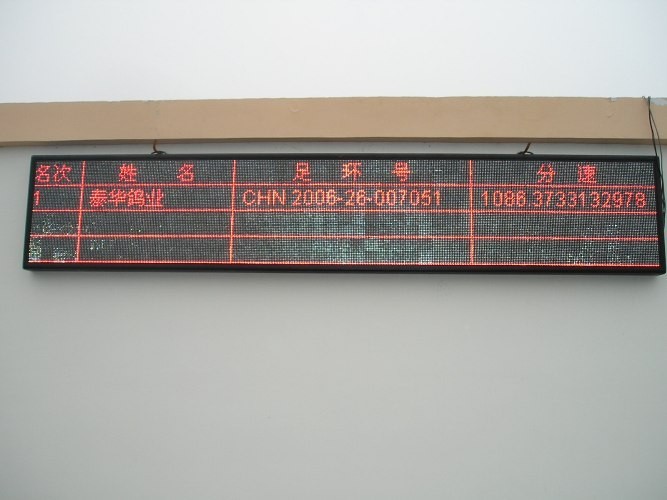 名次 姓 名 足 环 号 分 速
1 泰华鸽业 CHN 2006-26-007051 1086.3733132978